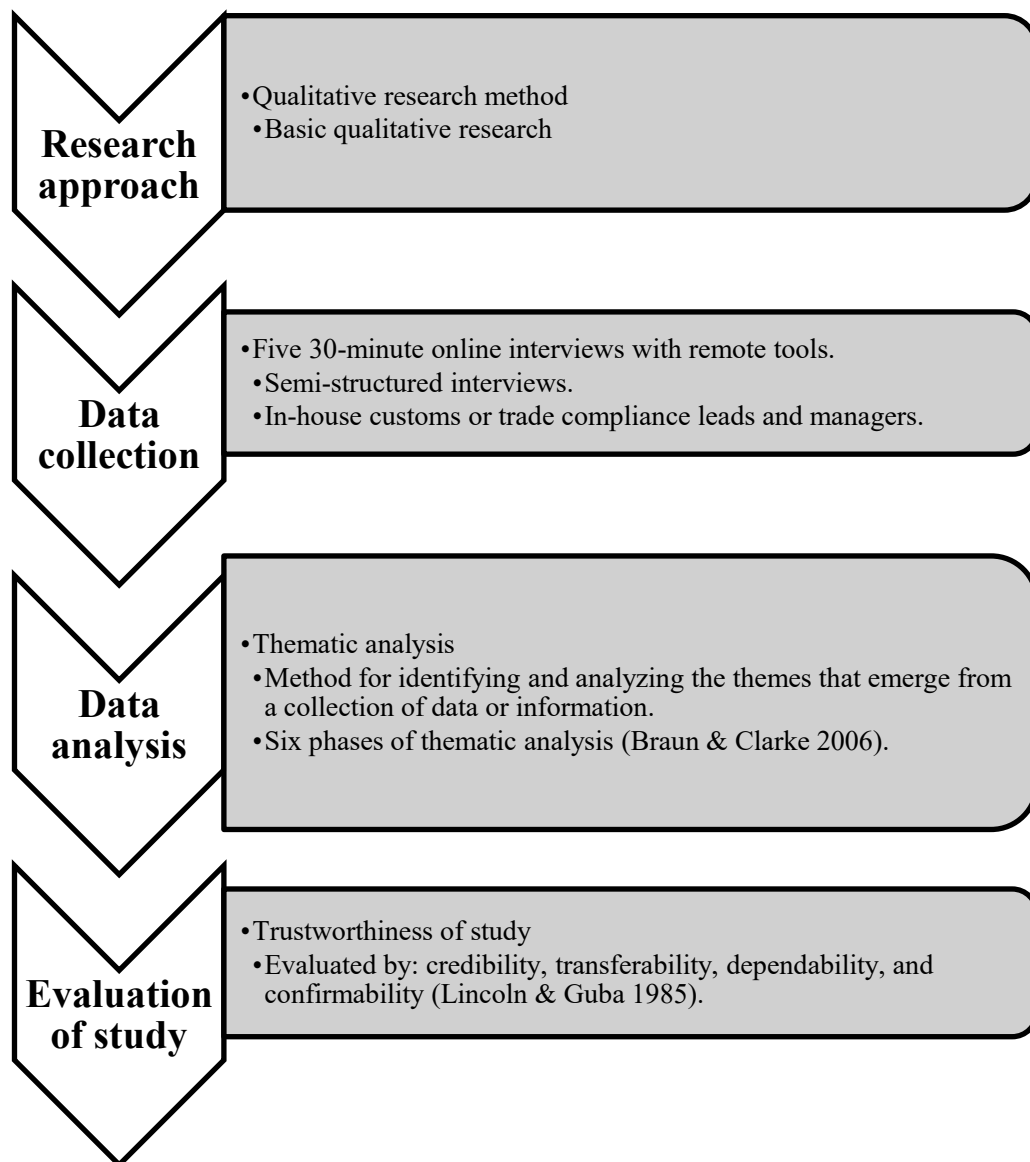 Research
approach
•Qualitative research method
•Basic qualitative research
Data
collection
•Five 30-minute online interviews with remote tools.
•Semi-structured interviews.
•In-house customs or trade compliance leads and managers.
Data
analysis
•Thematic analysis
•Method for identifying and analyzing the themes that emerge from
a collection of data or information.
•Six phases of thematic analysis (Braun & Clarke 2006).
Evaluation
of study
•Trustworthiness of study
•Evaluated by: credibility, transferability, dependability, and
confirmability (Lincoln & Guba 1985).